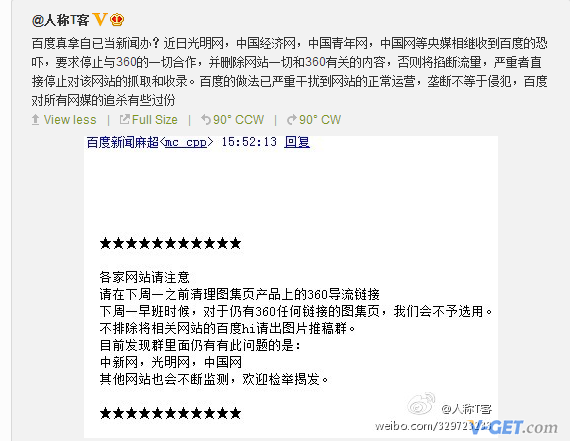 @人称T客
百度真拿自已当新闻办？近日光明网，中国经济网，中国青年网，中国网等央媒相继收到百度的恐
吓，要求停止与360的一切合作，并删除网站一切和360有关的内容，否则将掐断流量，严重者直
接停止对该网站的抓取和收录。百度的做法已严重干扰到网站的正常运营，垄断不等于侵犯，百度
对所有网媒的追杀有些过份
View less | Full Size | 90° CCW | 90° CW
百度新闻麻超<mc_cpp> 15:52:13 回复
★★★★★★★★★★★
各家网站请注意
请在下周一之前清理图集页产品上的360导流链接
下周一早班时候，对于仍有360任何链接的图集页，我们会不予选用。
不排除将相关网站的百度hi请出图片推稿群。
目前发现群里面仍有有此问题的是：
中新网，光明网，中国网
其他网站也会不断监测，欢迎检举揭发。
★★★★★★★★★★★
@人称T客
V-GET.com